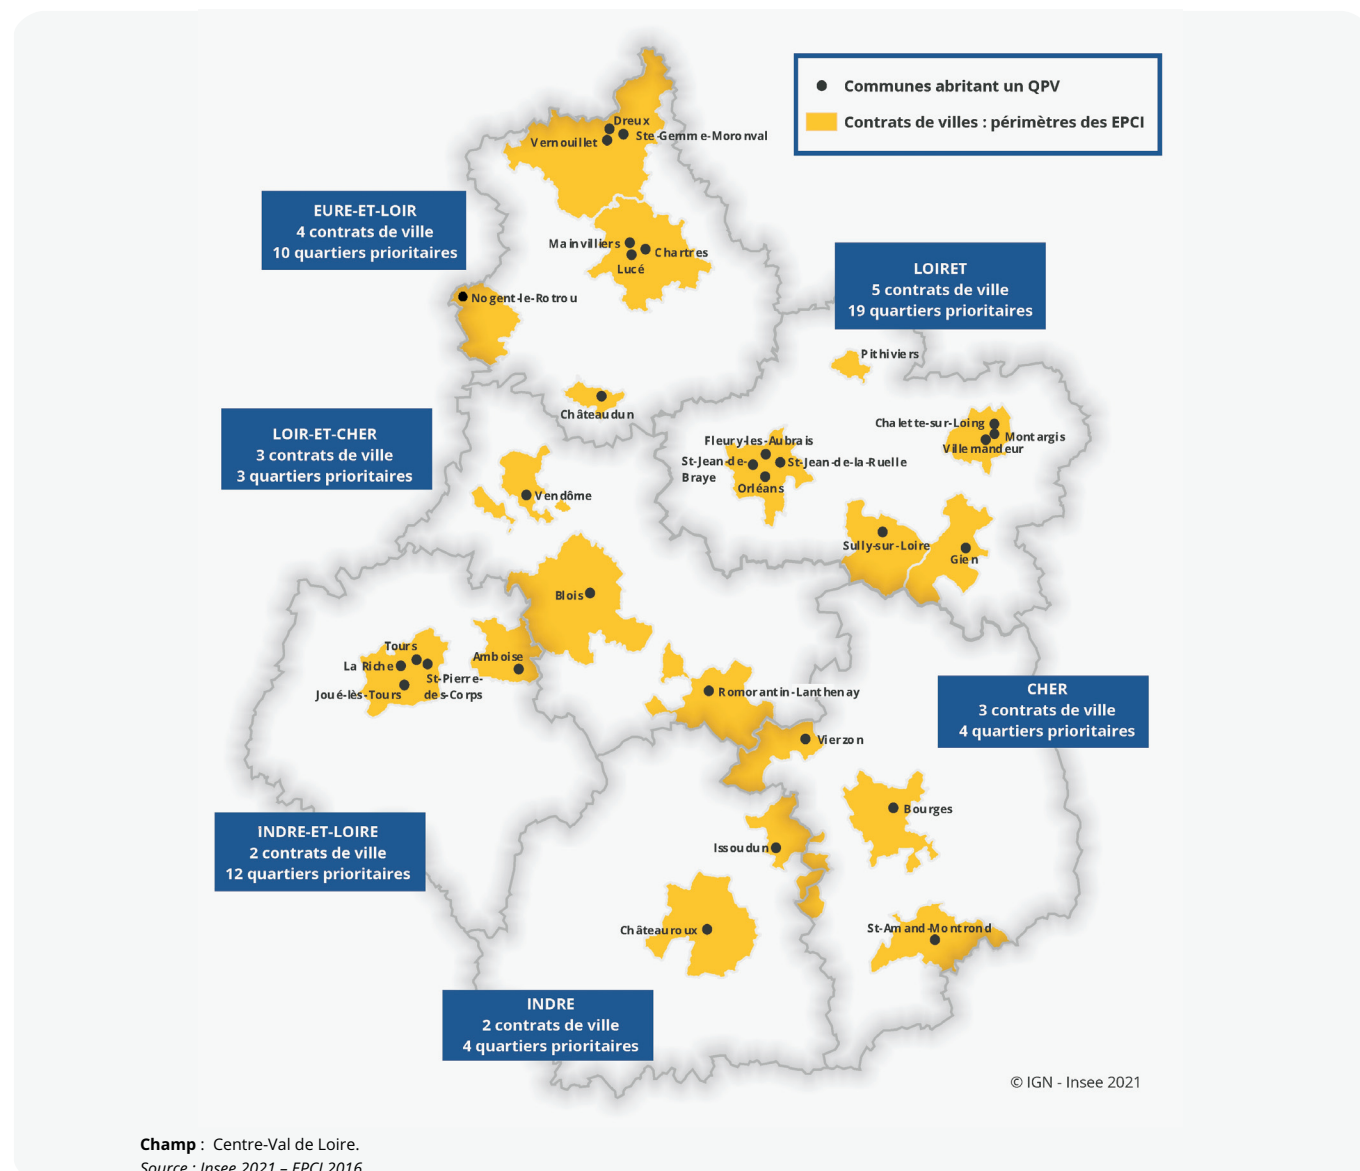 Communes abritant un QPV
Contrats de villes : périmètres des EPCI
Dreux
Ste-Gemme-Moronval
Vernouillet
EURE-ET-LOIR
4 contrats de ville
10 quartiers prioritaires
Mainvilliers
Chartres
Lucé
LOIRET
5 contrats de ville
19 quartiers prioritaires
Nogent-le-Rotrou
Pithiviers
Châteaudun
LOIR-ET-CHER
3 contrats de ville
3 quartiers prioritaires
Chalette-sur-Loing
Montargis
Villemandeur
Fleury-les-Aubrais
St-Jean-de-
Braye
St-Jean-de-la-Ruelle
Orléans
Vendôme
Sully-sur-Loire
Gien
Blois
Tours
La Riche
St-Pierre-
des-Corps
Joué-lès-Tours
Amboise
Romorantin-Lanthenay
CHER
3 contrats de ville
4 quartiers prioritaires
Vierzon
Bourges
INDRE-ET-LOIRE
2 contrats de ville
12 quartiers prioritaires
Issoudun
Châteauroux
St-Amand-Montrond
INDRE
2 contrats de ville
4 quartiers prioritaires
© IGN - Insee 2021
Champ : Centre-Val de Loire.
Source : Insee 2021 – EPCI 2016